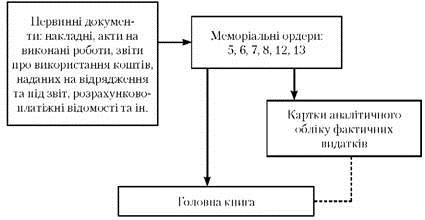 Первинні докумен-
ти: накладні, акти на
виконані роботи, звіти
про використання коштів,
наданих на відрядження
та під звіт, розрахунково-
платіжні відомості та ін.
Меморіальні ордери:
5, 6, 7, 8, 12, 13
Картки аналітичного
обліку фактичних
видатків
Головна книга